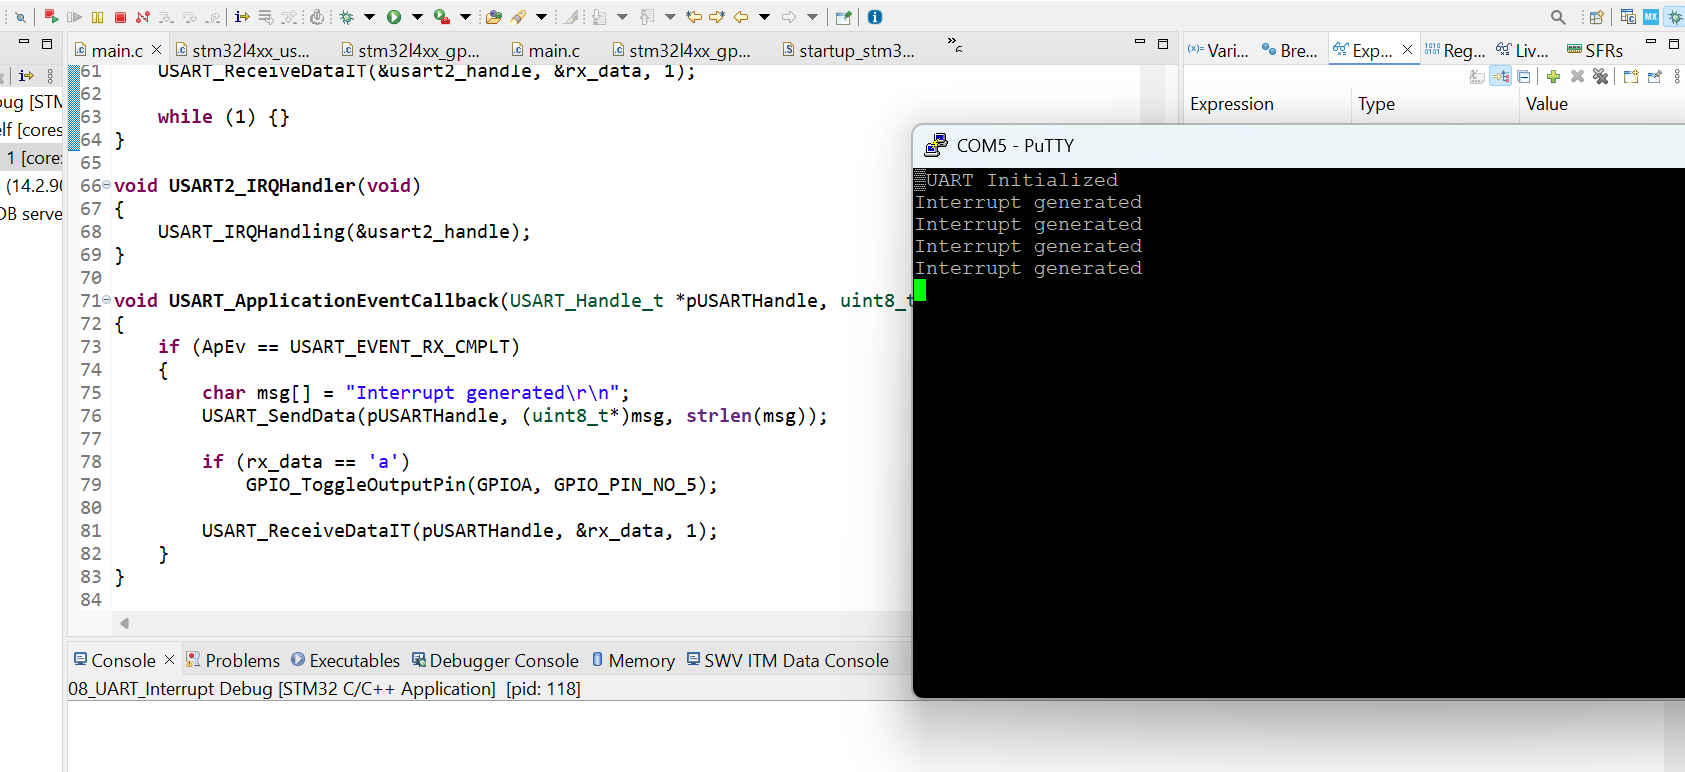 main.c
stm32l4xx_us...
stm32l4xx_gp...
main.c
stm32l4xx_gp...
startup_stm3...
Vari...
Bre...
Exp...
Reg...
Liv...
SFRs
Expression
Type
Value
bug [STM
elf [cores
1 [core:
(14.2.90
DB serve
61 USART_ReceiveDataIT(&usart2_handle, &rx_data, 1);
62
63 while (1) {}
64 }
65
66 void USART2_IRQHandler(void)
67 {
68 USART_IRQHandling(&usart2_handle);
69 }
70
71 void USART_ApplicationEventCallback(USART_Handle_t *pUSARTHandle, uint8_t
72 {
73 if (ApEv == USART_EVENT_RX_CMPLT)
74 {
75 char msg[] = "Interrupt generated\r\n";
76 USART_SendData(pUSARTHandle, (uint8_t*)msg, strlen(msg));
77
78 if (rx_data == 'a')
79 GPIO_ToggleOutputPin(GPIOA, GPIO_PIN_NO_5);
80
81 USART_ReceiveDataIT(pUSARTHandle, &rx_data, 1);
82 }
83 }
84
COM5 - PuTTY
UART Initialized
Interrupt generated
Interrupt generated
Interrupt generated
Interrupt generated
Console
Problems
Executables
Debugger Console
Memory
SWV ITM Data Console
08_UART_Interrupt Debug [STM32 C/C++ Application] [pid: 118]